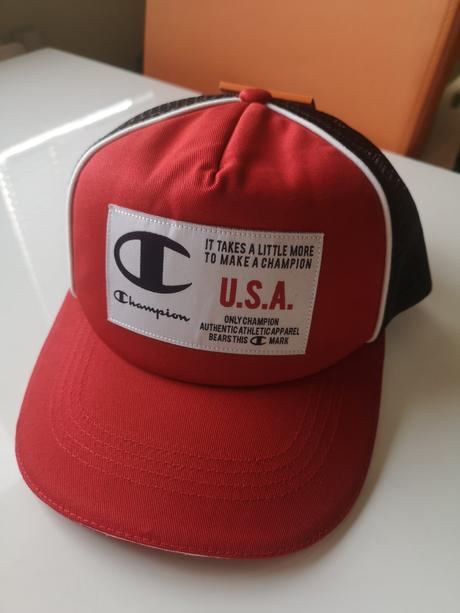 IT TAKES A LITTLE MORE
TO MAKE A CHAMPION
Champion
U.S.A.
ONLY CHAMPION
AUTHENTIC ATHLETIC APPAREL
BEARS THIS C MARK